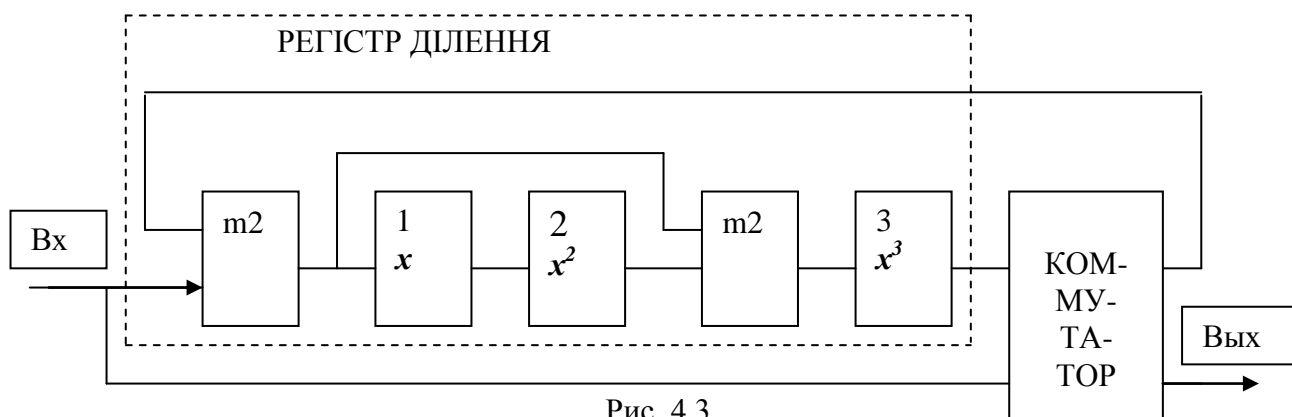 РЕГІСТР ДІЛЕННЯ
Вх
m2
1
x
2
x²
m2
3
x³
КОМ-
МУ-
ТА-
ТОР
Вых
Рис. 4.3